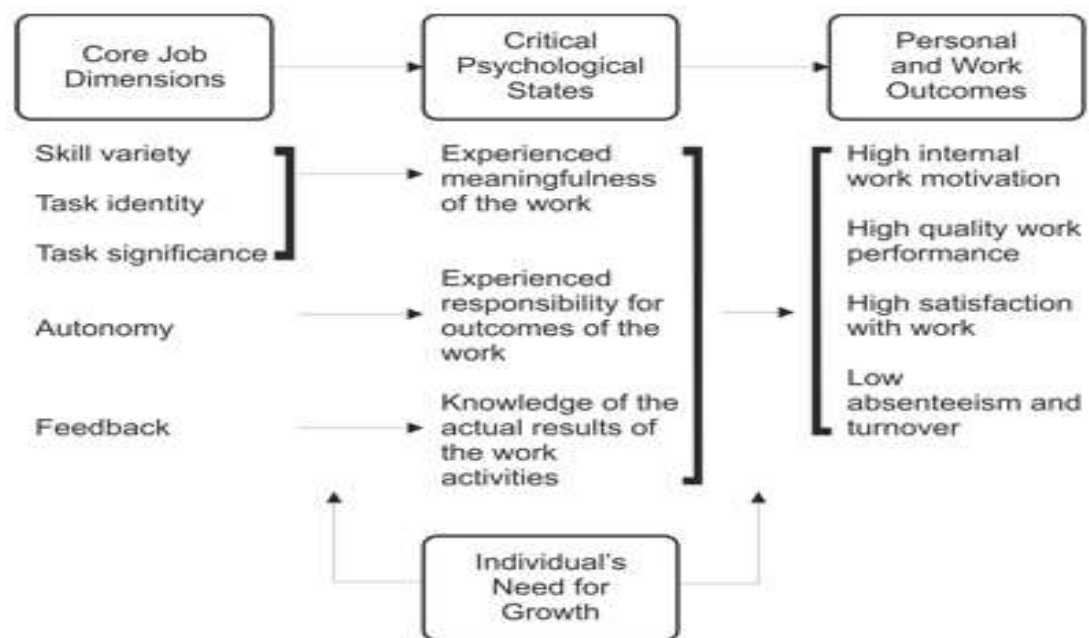 Core Job
Dimensions
Critical
Psychological
States
Personal
and Work
Outcomes
Skill variety
Task identity
Task significance
Autonomy
Feedback
Experienced
meaningfulness
of the work
Experienced
responsibility for
outcomes of the
work
Knowledge of the
actual results of
the work
activities
High internal
work motivation
High quality work
performance
High satisfaction
with work
Low
absenteeism and
turnover
Individual's
Need for
Growth